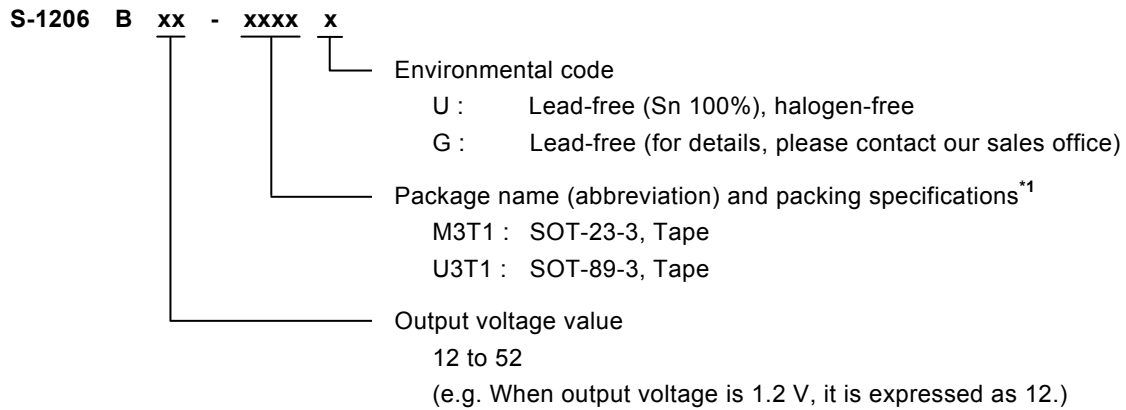 S-1206 B xx - xxxx x
Environmental code
U : Lead-free (Sn 100%), halogen-free
G : Lead-free (for details, please contact our sales office)
Package name (abbreviation) and packing specifications*1
M3T1 : SOT-23-3, Tape
U3T1 : SOT-89-3, Tape
Output voltage value
12 to 52
(e.g. When output voltage is 1.2 V, it is expressed as 12.)